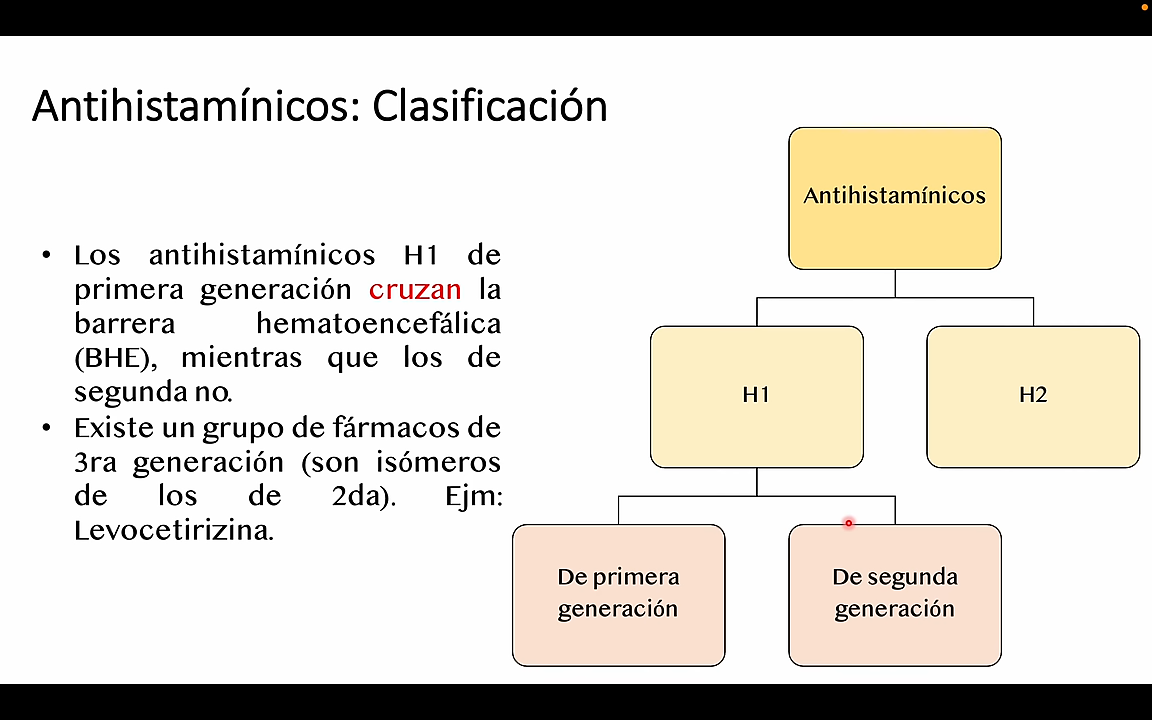 Antihistamínicos: Clasificación
• Los antihistamínicos H1 de
primera generación cruzan la
barrera hematoencefálica
(BHE), mientras que los de
segunda no.
• Existe un grupo de fármacos de
3ra generación (son isómeros
de los de 2da). Ejm:
Levocetirizina.
Antihistamínicos
H1
H2
De primera
generación
De segunda
generación